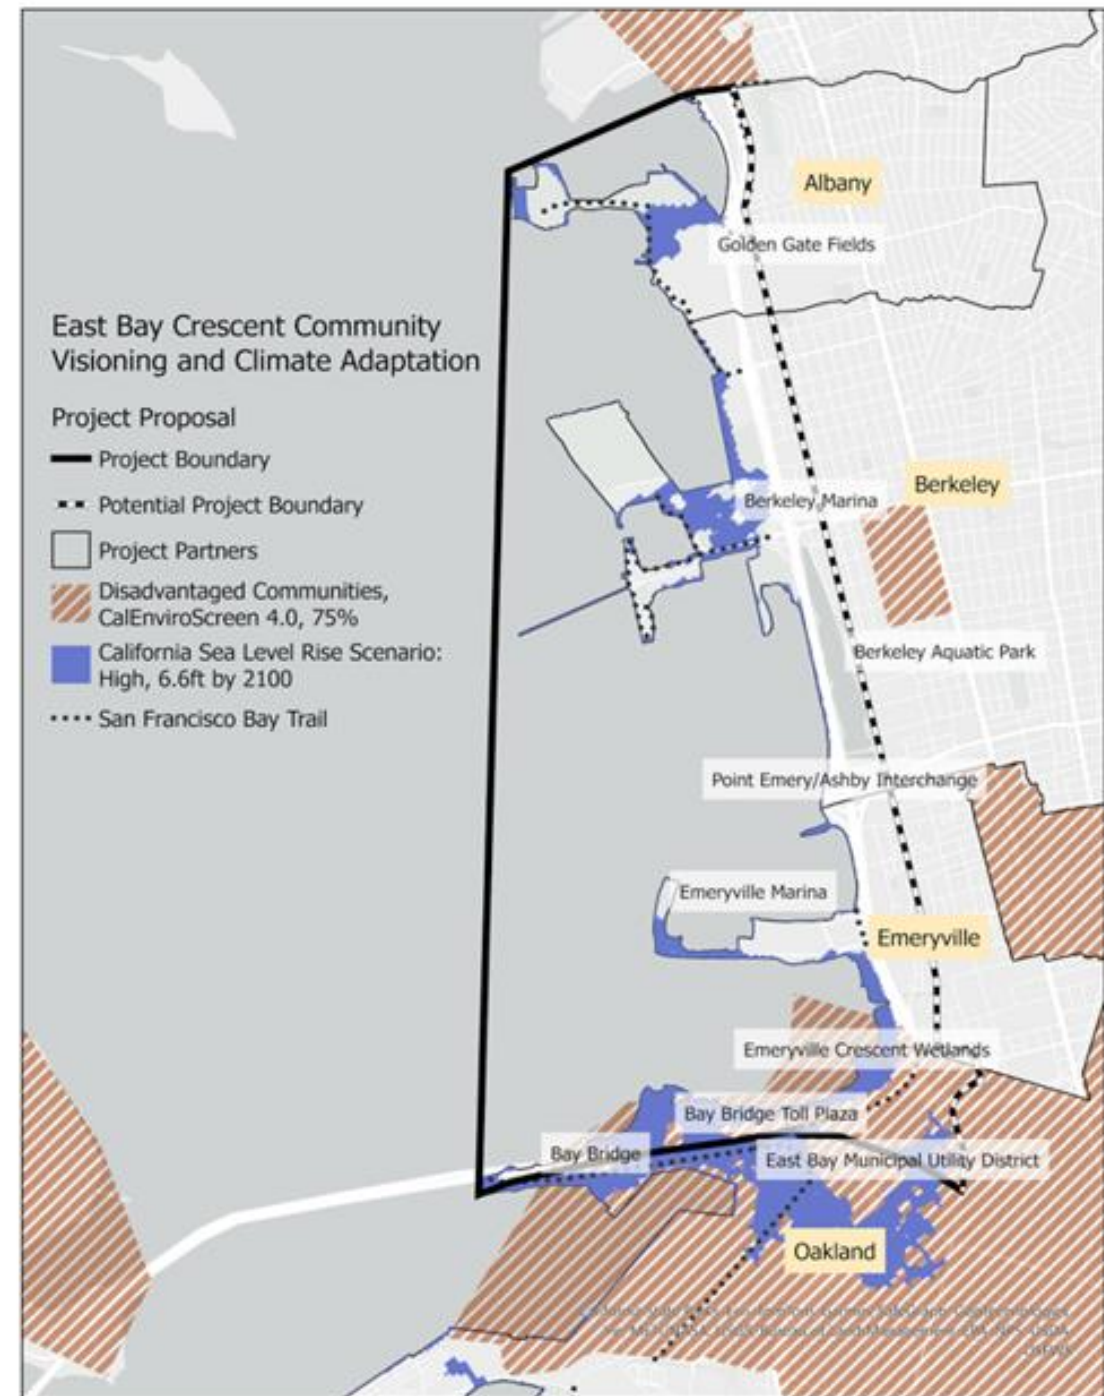 Albany
Golden Gate Fields
East Bay Crescent Community
Visioning and Climate Adaptation
Project Proposal
Project Boundary
Potential Project Boundary
Project Partners
Disadvantaged Communities,
CalEnviroScreen 4.0, 75%
California Sea Level Rise Scenario:
High, 6.6ft by 2100
San Francisco Bay Trail
Berkeley
Berkeley Marina
Berkeley Aquatic Park
Point Emery/Ashby Interchange
Emeryville Marina
Emeryville
Emeryville Crescent Wetlands
Bay Bridge Toll Plaza
Bay Bridge
East Bay Municipal Utility District
Oakland